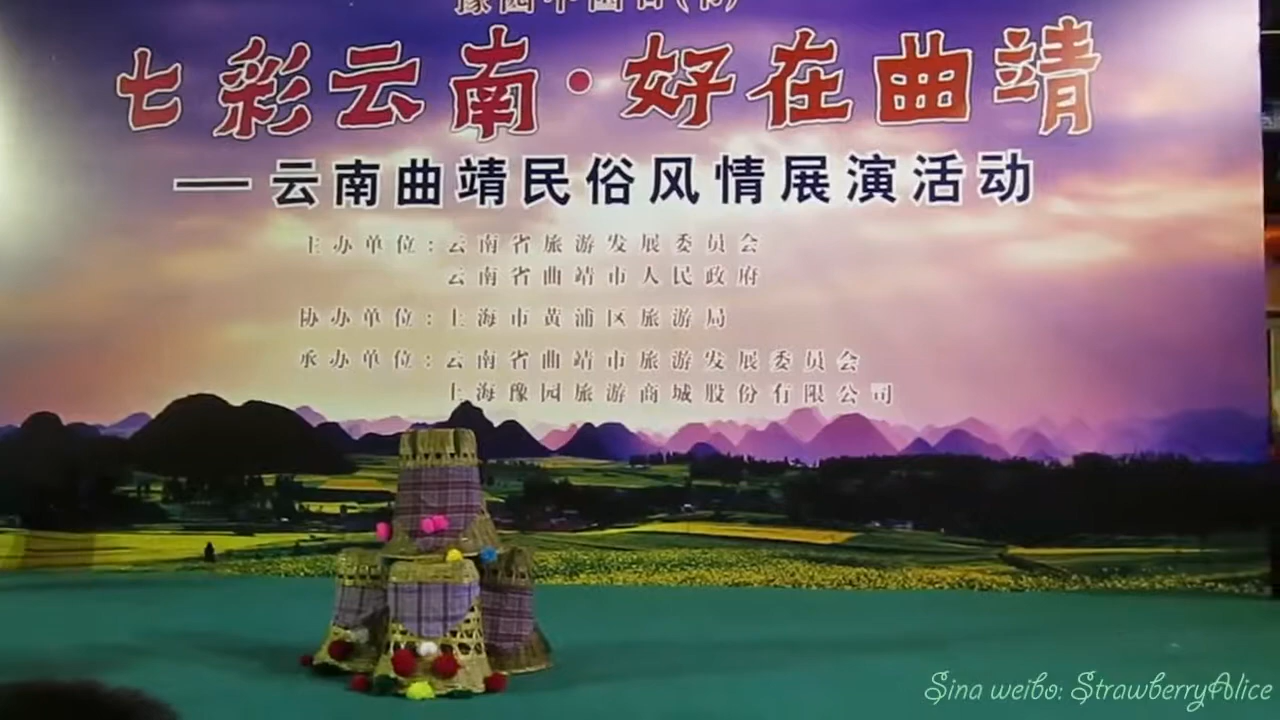 七彩云南·好在曲靖
——云南曲靖民俗风情展演活动
主办单位：云南省旅游发展委员会
云南省曲靖市人民政府
协办单位：上海市黄浦区旅游局
承办单位：云南省曲靖市旅游发展委员会
上海豫园旅游商城股份有限公司
Sina weibo: StrawberryAlice